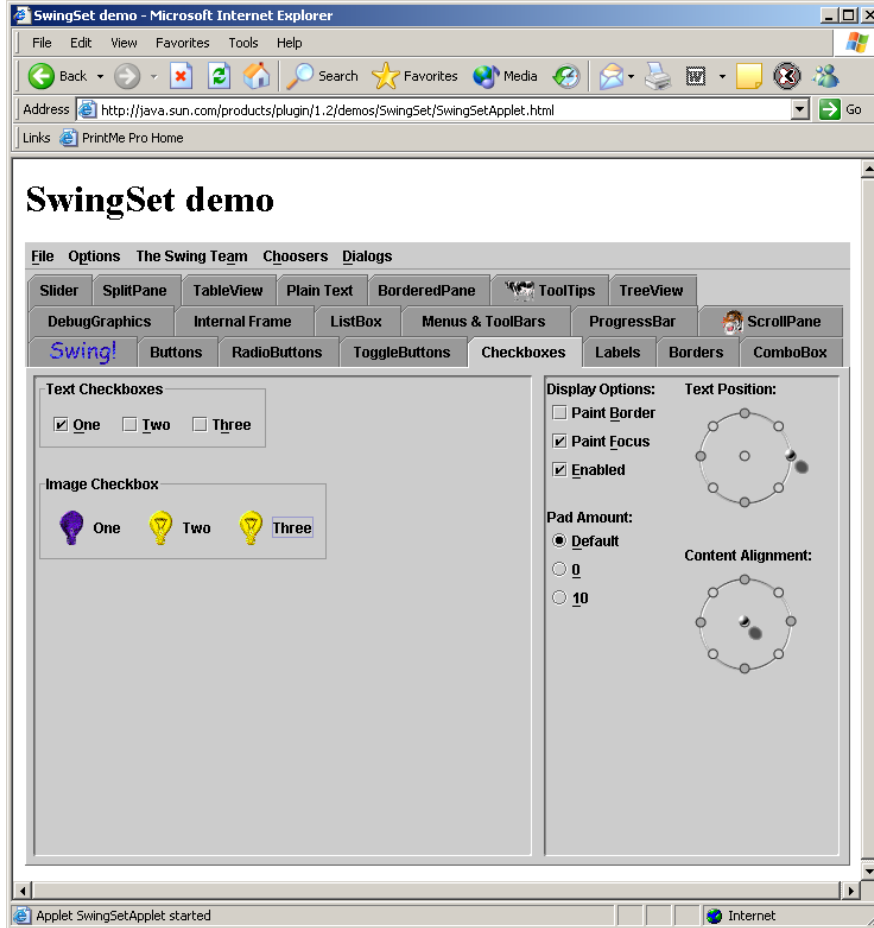 SwingSet demo - Microsoft Internet Explorer
File Edit View Favorites Tools Help
Back Search Favorites Media
Address http://java.sun.com/products/plugin/1.2/demos/SwingSet/SwingSetApplet.html Go
Links PrintMe Pro Home
SwingSet demo
File Options The Swing Team Choosers Dialogs
Slider SplitPane TableView Plain Text BorderedPane ToolTips TreeView
DebugGraphics Internal Frame ListBox Menus & ToolBars ProgressBar ScrollPane
Swing! Buttons RadioButtons ToggleButtons Checkboxes Labels Borders ComboBox
Text Checkboxes
One Two Three
Image Checkbox
One Two Three
Display Options:
Paint Border
Paint Focus
Enabled
Pad Amount:
Default
0
10
Text Position:
Content Alignment:
Applet SwingSetApplet started Internet